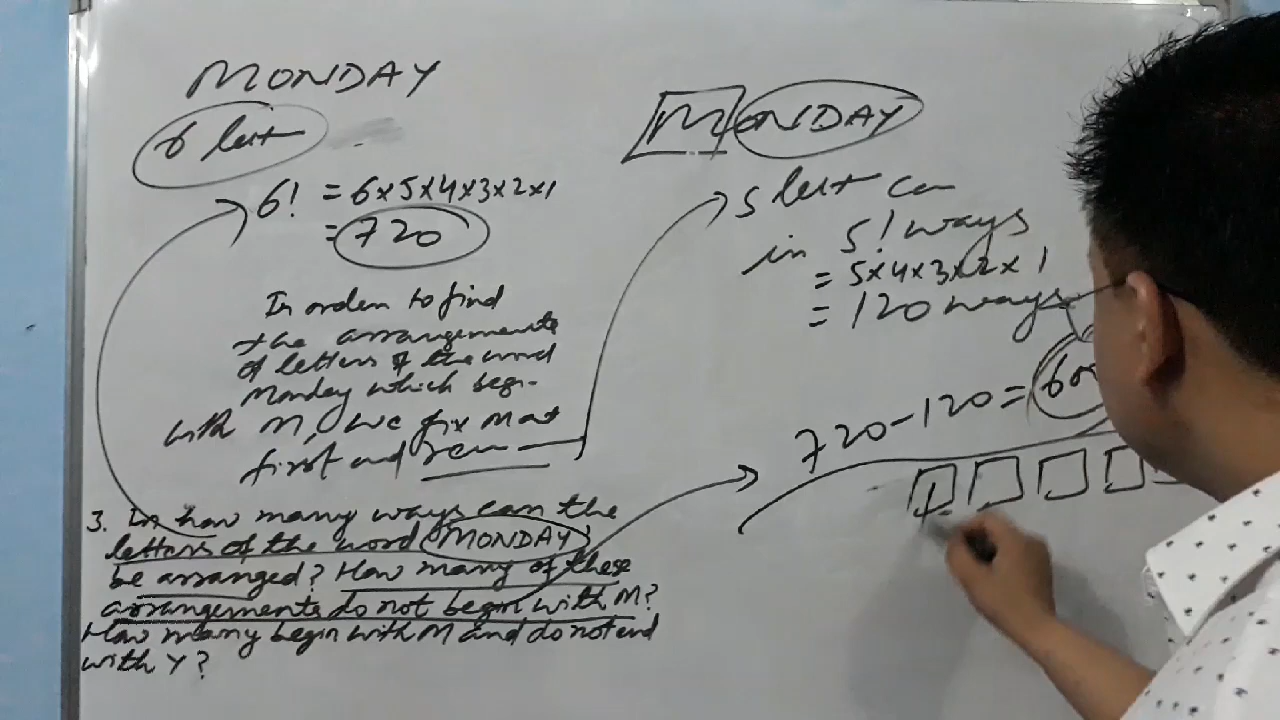 MONDAY
6 lett
6! = 6x5x4x3x2x1
= 720
In order to find
the arrangements
of letters of the word
Monday which begi-
with M, we fix M at
first and rem
3. In how many ways can the
letters of the word MONDAY
be arranged? How many of these
arrangements do not begin with M?
How many begin with M and do not end
with Y?
MONDAY
5 lett can
in 5! ways
= 5x4x3x2x1
= 120 ways
720-120=600